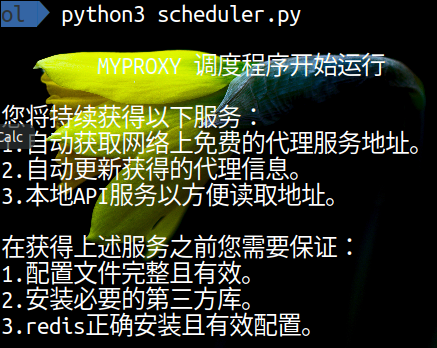 ol python3 scheduler.py
MYPROXY 调度程序开始运行
您将持续获得以下服务：
Calc
1.自动获取网络上免费的代理服务地址。
2.自动更新获得的代理信息。
3.本地API服务以方便读取地址。
在获得上述服务之前您需要保证：
1.配置文件完整且有效。
2.安装必要的第三方库。
3.redis正确安装且有效配置。